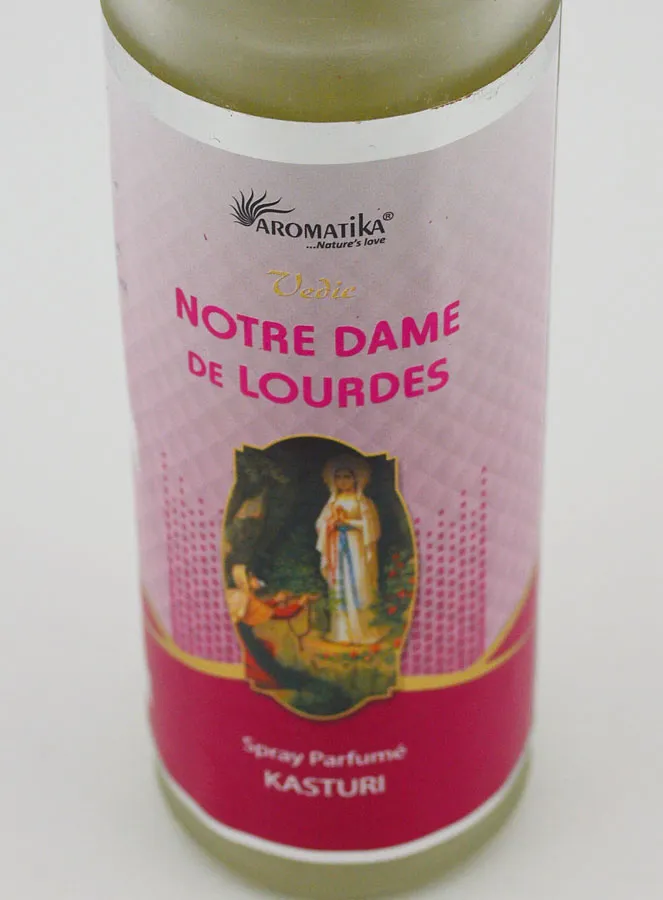 AROMATiKA®
...Nature's love
Vedic
NOTRE DAME
DE LOURDES
Spray Parfumé
KASTURI